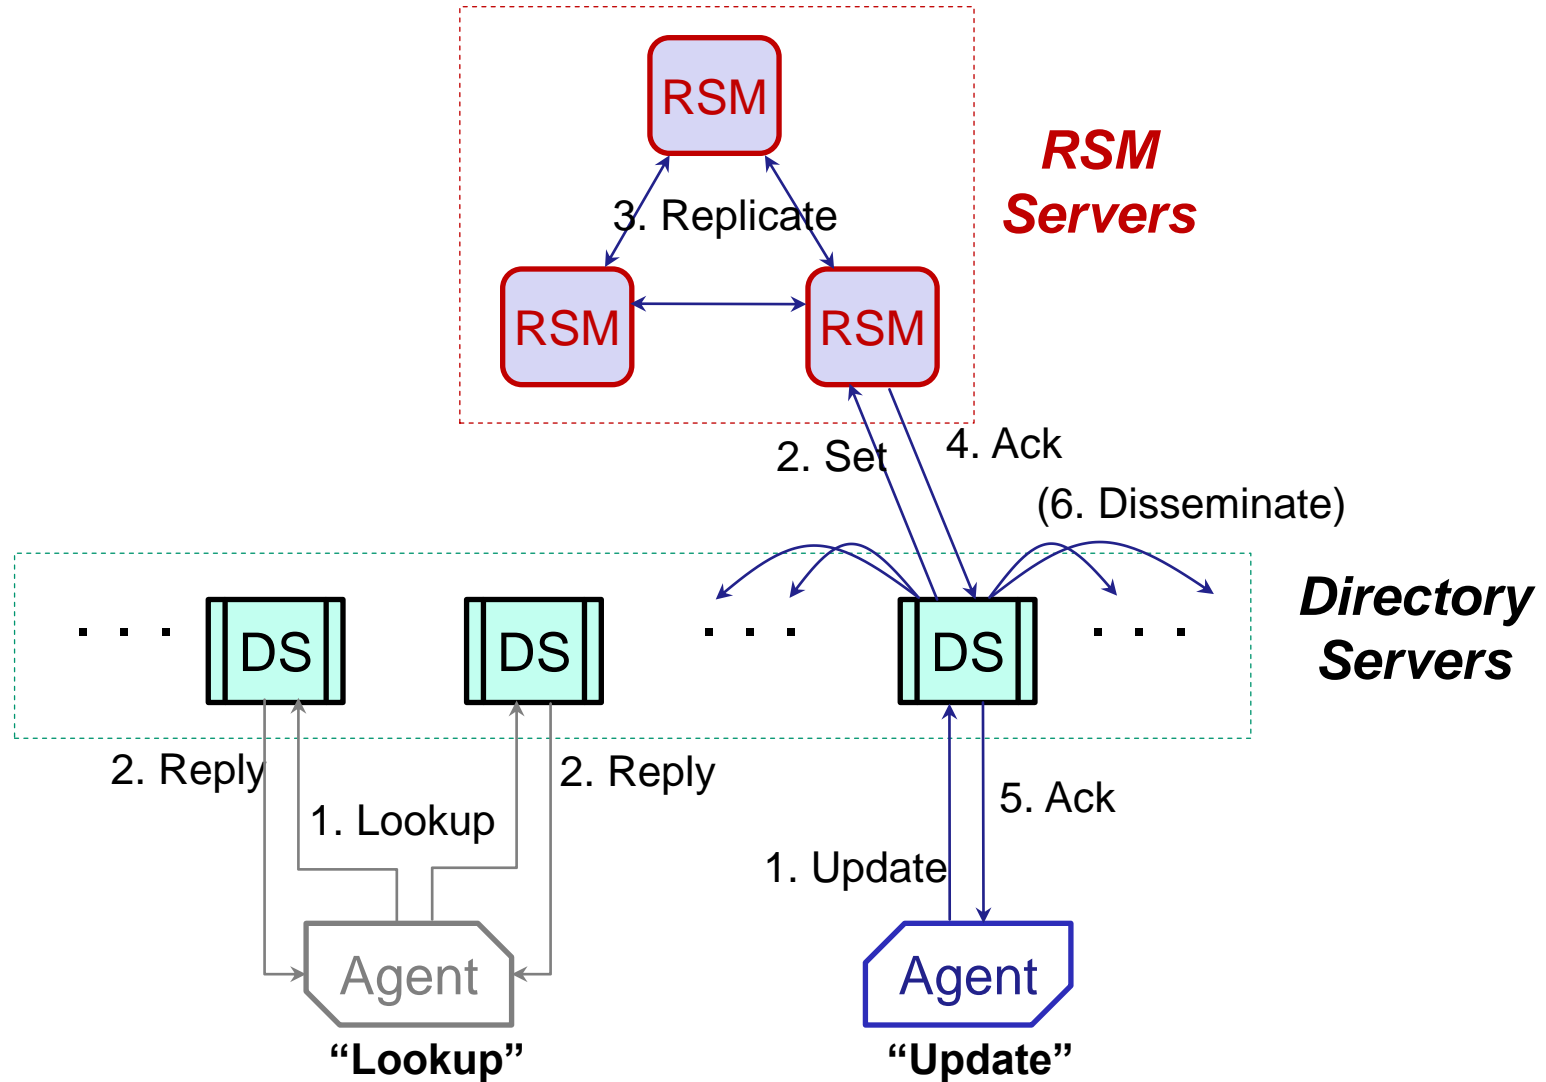 RSM
RSM
Servers
3. Replicate
RSM
RSM
2. Set
4. Ack
(6. Disseminate)
. . .
DS
DS
. . .
DS
. . .
Directory
Servers
2. Reply
2. Reply
1. Lookup
5. Ack
1. Update
Agent
Agent
“Lookup”
“Update”